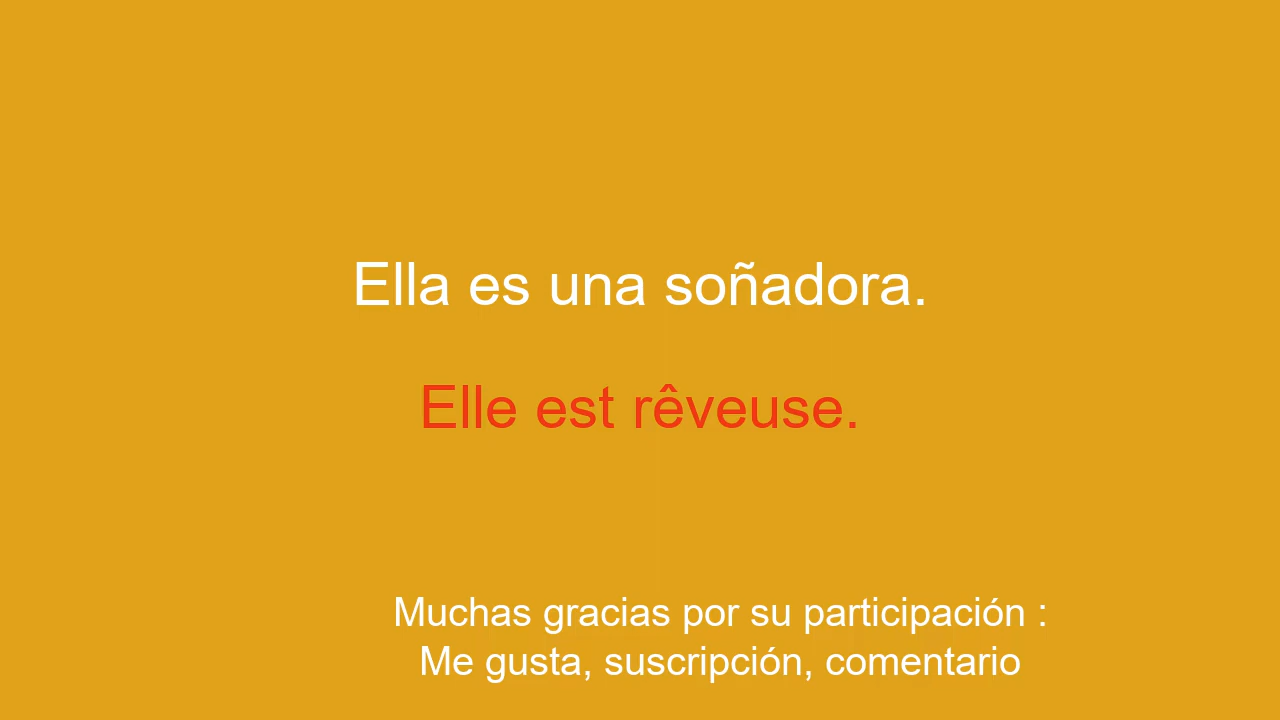 Ella es una soñadora.
Elle est rêveuse.
Muchas gracias por su participación :
Me gusta, suscripción, comentario